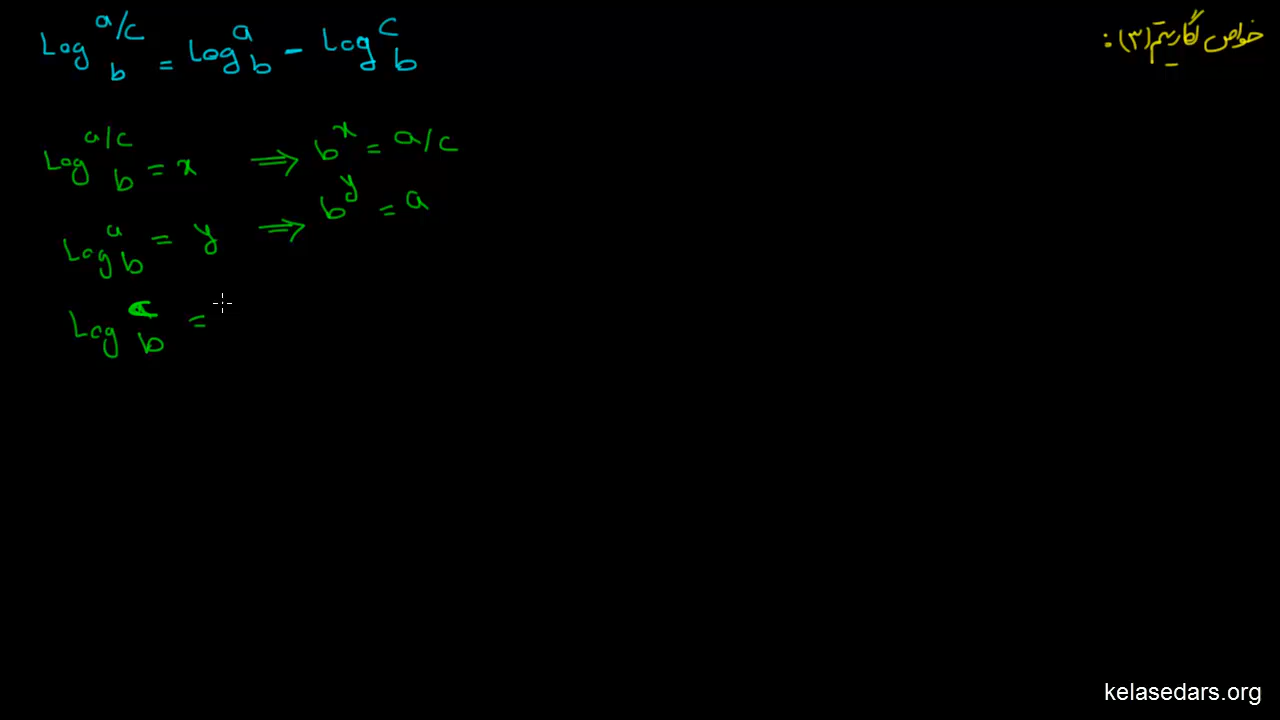 خواص لگاریتم (۳) :
Log_b^{a/c} = Log_b^a - Log_b^c
Log_b^{a/c} = x ⟹ b^x = a/c
Log_b^a = y ⟹ b^y = a
Log_b^c =
kelasedars.org